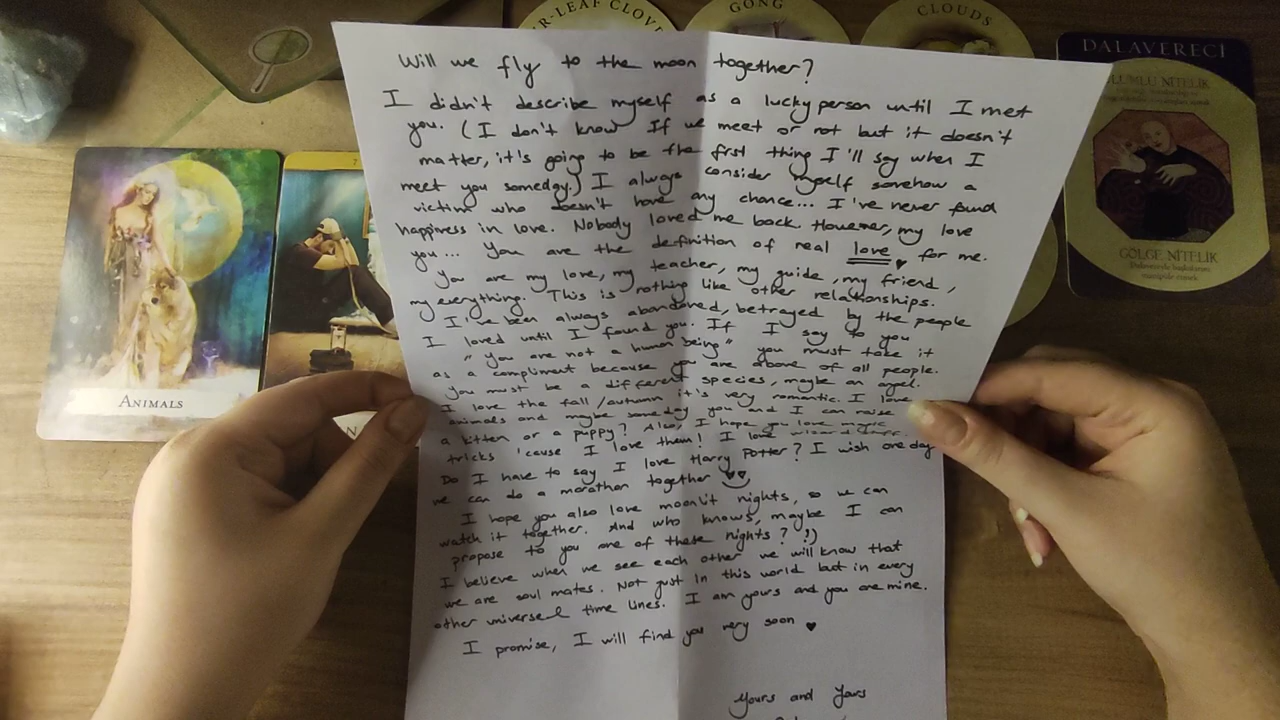 R-LEAF CLOV
GONG
CLOUDS
DALAVERECİ
OLUMLU NİTELİK
GÖLGE NİTELİK
ANIMALS
7
N
Will we fly to the moon together?
I didn't describe myself as a lucky person until I met
you. (I don't know If we meet or not but it doesn't
matter, it's going to be the first thing I'll say when I
meet you someday.) I always consider myself somehow a
victim who doesn't have any chance... I've never found
happiness in love. Nobody loved me back. However, my love
you... You are the definition of real love for me.
You are my love, my teacher, my guide, my friend,
my everything. This is nothing like other relationships.
I've been always abandoned, betrayed by the people
I loved until I found you. If I say to you
"You are not a human being" you must take it
as a compliment because you are above of all people.
You must be a different species, maybe an angel.
I love the fall/autumn it's very romantic. I love
animals and maybe someday you and I can raise
a kitten or a puppy? Also, I hope you love magic
tricks 'cause I love them! I love
Do I have to say I love Harry Potter? I wish one day
we can do a marathon together
I hope you also love moonlit nights, so we can
watch it together. And who knows, maybe I can
propose to you one of these nights? :)
I believe when we see each other we will know that
we are soul mates. Not just in this world but in every
other universe time lines. I am yours and you are mine.
I promise, I will find you very soon ♥
Yours and Yours